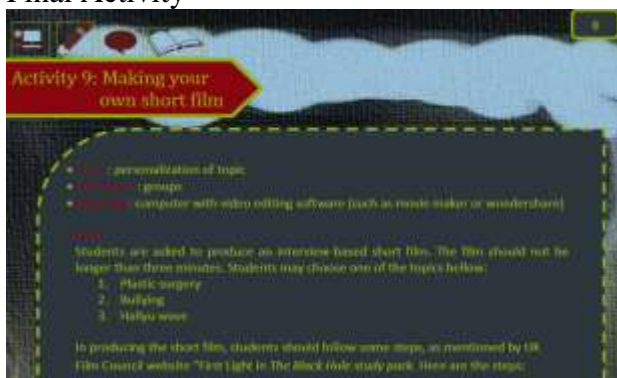 Final Activity
9
Activity 9: Making your
own short film
: personalization of topic
: groups
computer with video editing software (such as movie maker or wondershare)
Students are asked to produce an interview-based short film. The film should not be
longer than three minutes. Students may choose one of the topics bellow:
1. Plastic surgery
2. Bullying
3. Hallyu wave
In producing the short film, students should follow some steps, as mentioned by UK
Film Council website "First Light in The Black Hole study pack. Here are the steps: